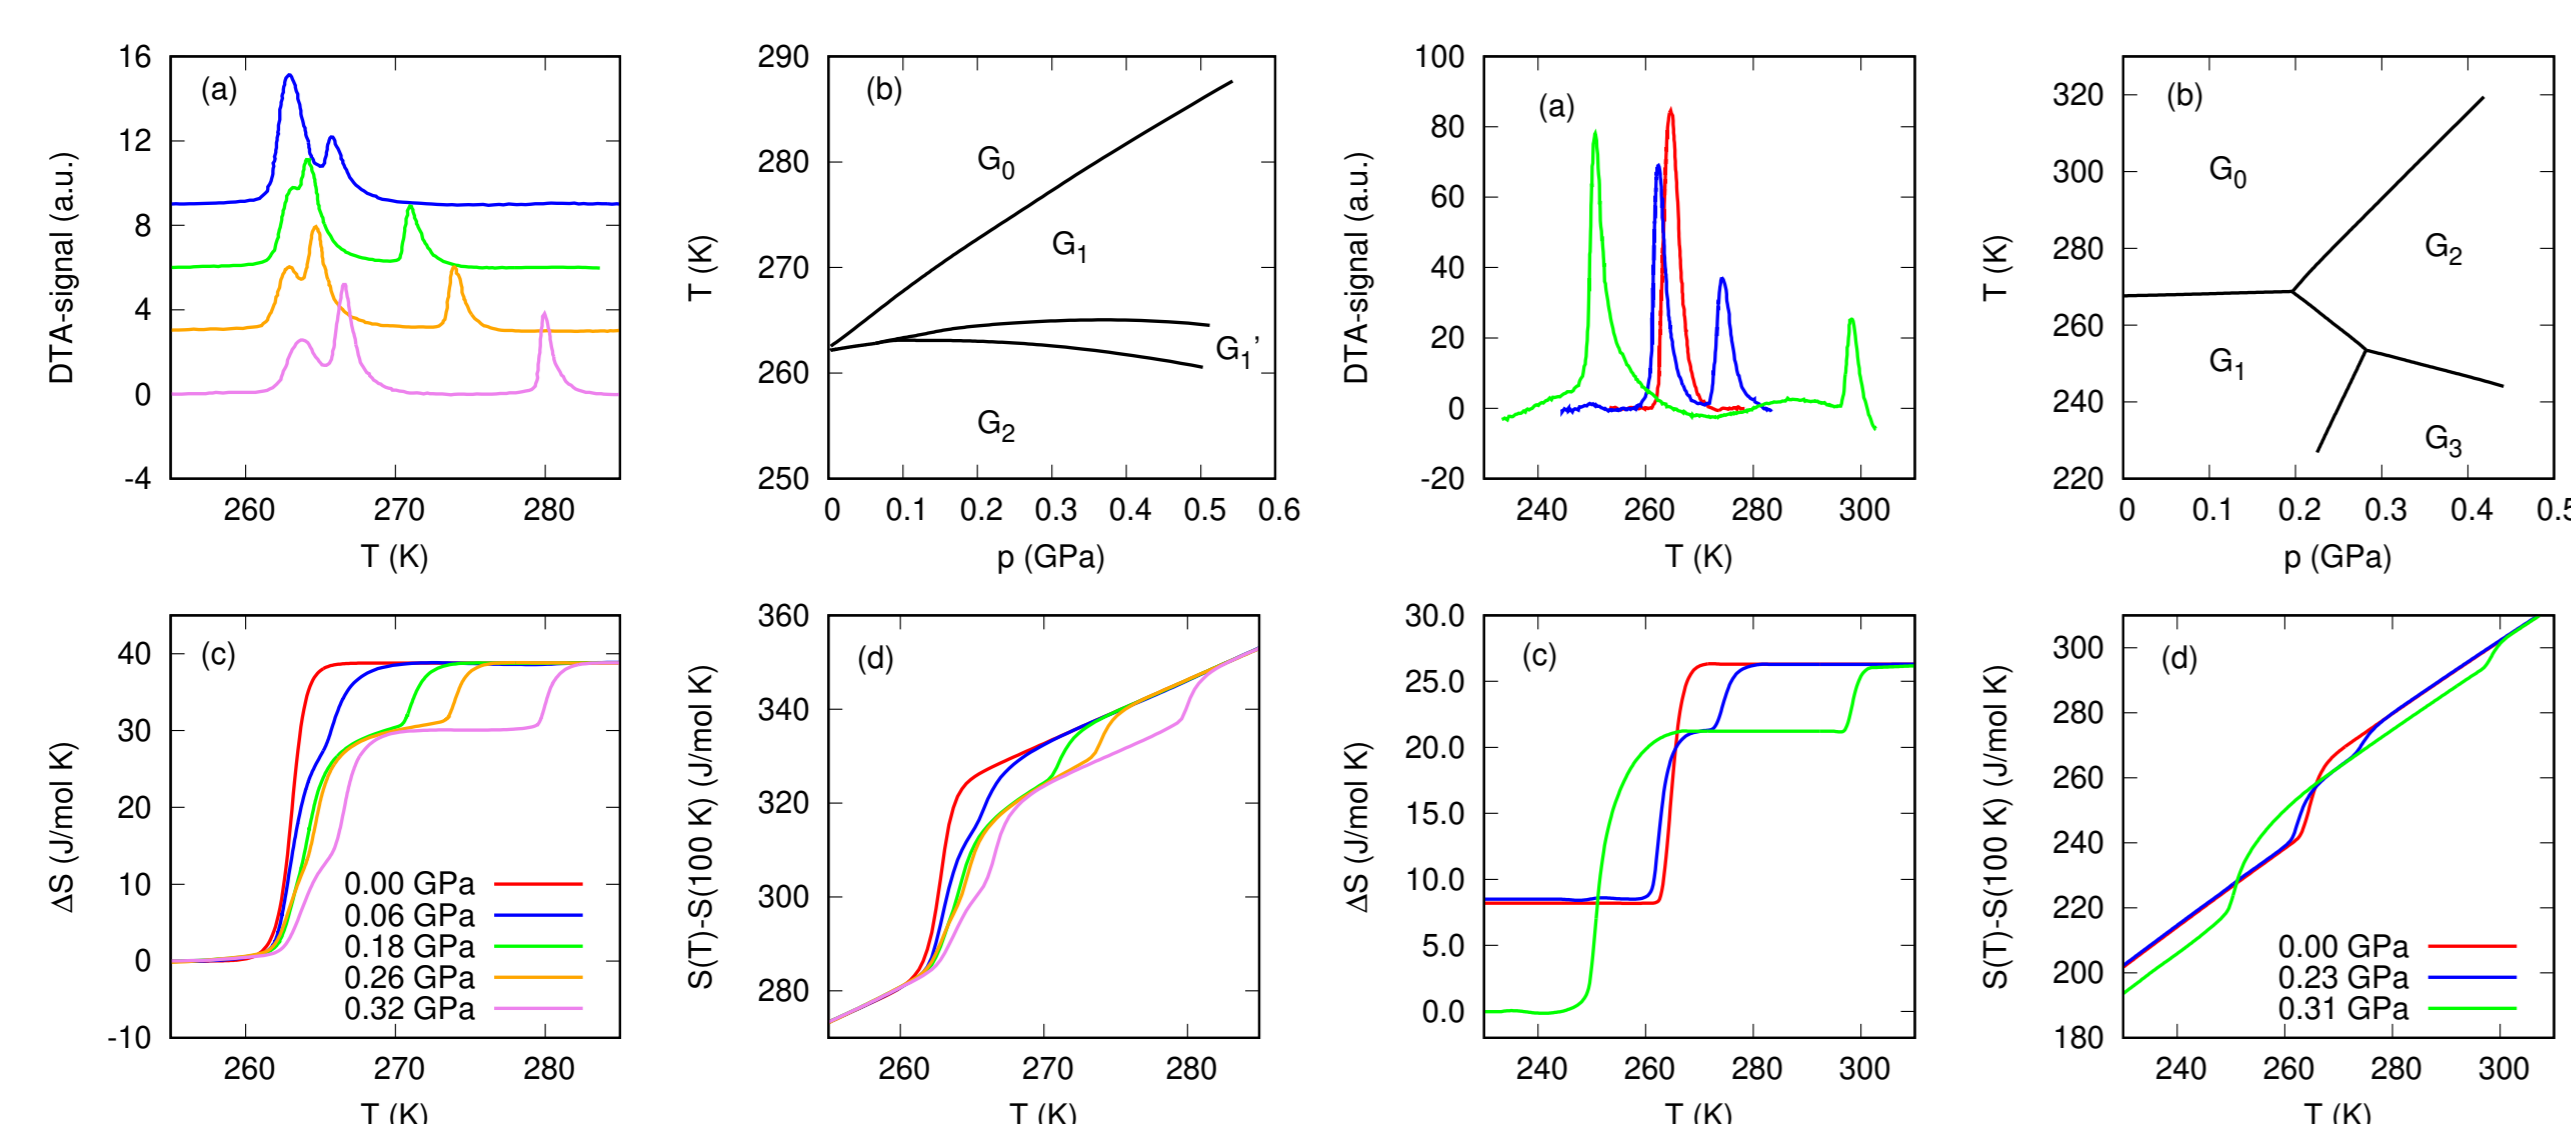 (a)
16
12
8
4
0
-4
DTA-signal (a.u.)
260 270 280
T (K)
(b)
290
280
270
260
250
T (K)
G0
G1
G1’
G2
0 0.1 0.2 0.3 0.4 0.5 0.6
p (GPa)
(a)
100
80
60
40
20
0
-20
DTA-signal (a.u.)
240 260 280 300
T (K)
(b)
320
300
280
260
240
220
T (K)
G0
G2
G1
G3
0 0.1 0.2 0.3 0.4 0.5
p (GPa)
(c)
40
30
20
10
0
-10
ΔS (J/mol K)
0.00 GPa
0.06 GPa
0.18 GPa
0.26 GPa
0.32 GPa
260 270 280
T (K)
(d)
360
340
320
300
280
S(T)-S(100 K) (J/mol K)
260 270 280
T (K)
(c)
30.0
25.0
20.0
15.0
10.0
5.0
0.0
ΔS (J/mol K)
240 260 280 300
T (K)
(d)
300
280
260
240
220
200
180
S(T)-S(100 K) (J/mol K)
0.00 GPa
0.23 GPa
0.31 GPa
240 260 280 300
T (K)